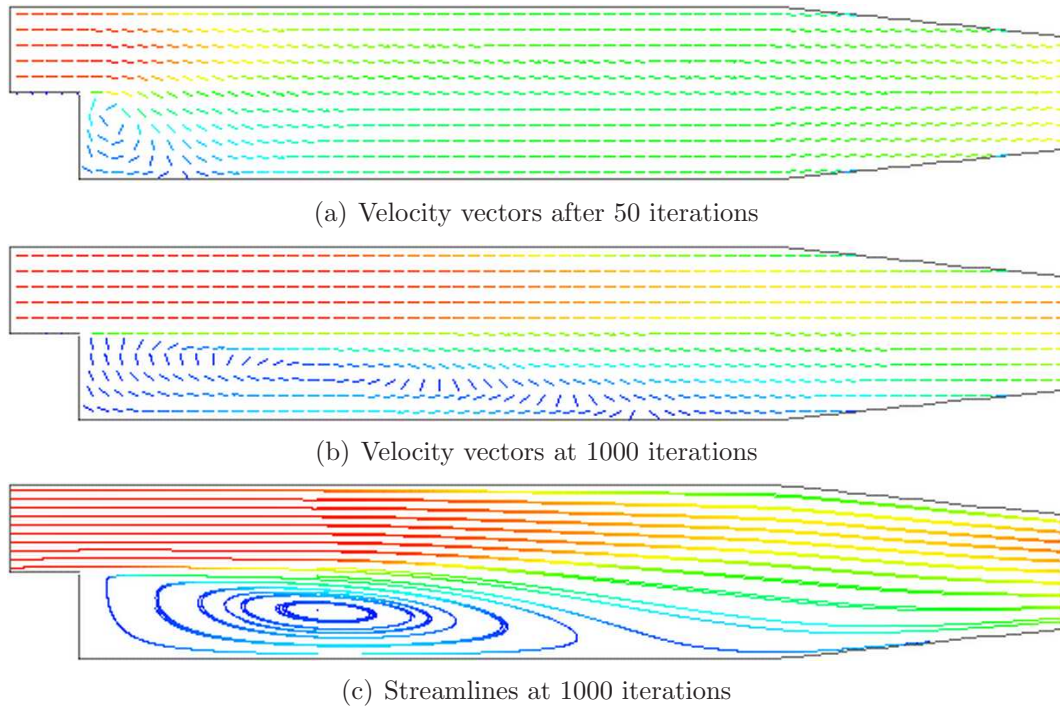 (a) Velocity vectors after 50 iterations
(b) Velocity vectors at 1000 iterations
(c) Streamlines at 1000 iterations